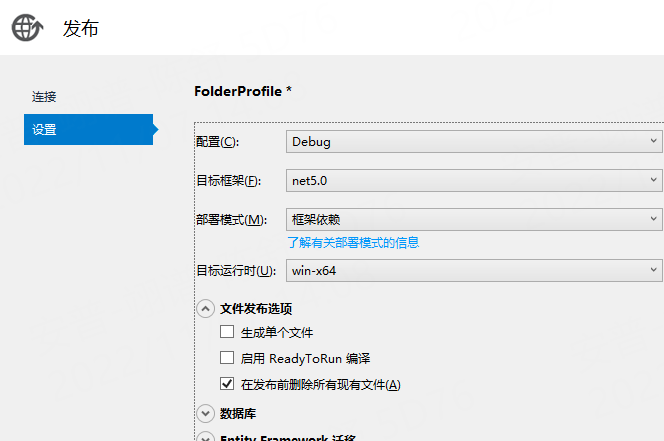 发布
连接
设置
FolderProfile *
配置(C): Debug
目标框架(F): net5.0
部署模式(M): 框架依赖
了解有关部署模式的信息
目标运行时(U): win-x64
文件发布选项
生成单个文件
启用 ReadyToRun 编译
在发布前删除所有现有文件(A)
数据库
Entity Framework 迁移